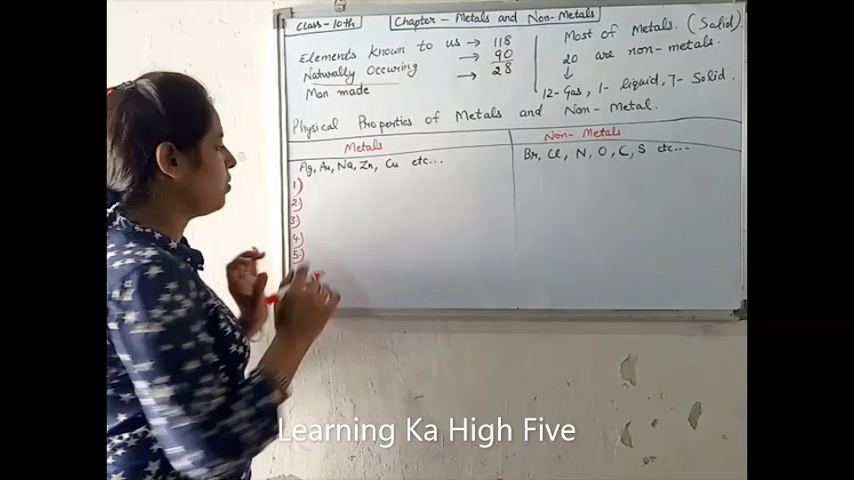 Class-10th
Chapter - Metals and Non-Metals
Elements known to us → 118
Naturally Occuring → 90
Man made → 28
Most of Metals. (Solid)
20 are non-metals.
↓
12-Gas, 1-liquid, 7-Solid.
Physical Properties of Metals and Non-Metal.
Metals
Ag, Au, Na, Zn, Cu etc...
1)
2.)
3.)
4.)
5.)
Non-Metals
Br, Cl, N, O, C, S etc...
Learning Ka High Five